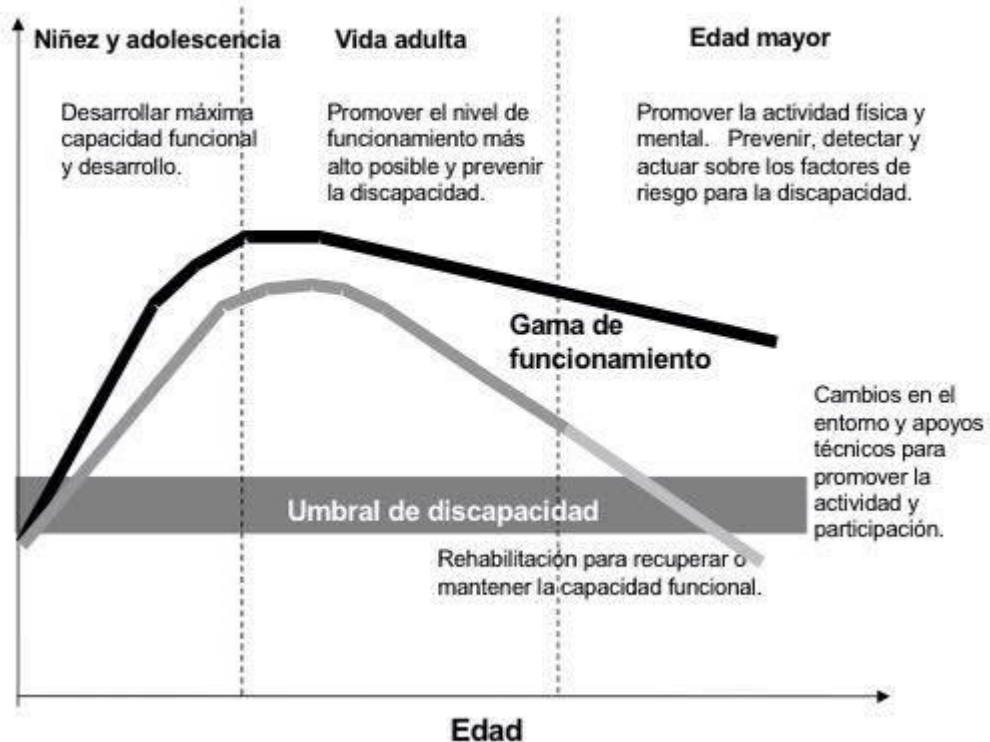 Niñez y adolescencia
Desarrollar máxima
capacidad funcional
y desarrollo.
Vida adulta
Promover el nivel de
funcionamiento más
alto posible y prevenir
la discapacidad.
Edad mayor
Promover la actividad física y
mental. Prevenir, detectar y
actuar sobre los factores de
riesgo para la discapacidad.
Gama de
funcionamiento
Cambios en el
entorno y apoyos
técnicos para
promover la
actividad y
participación.
Umbral de discapacidad
Rehabilitación para recuperar o
mantener la capacidad funcional.
Edad